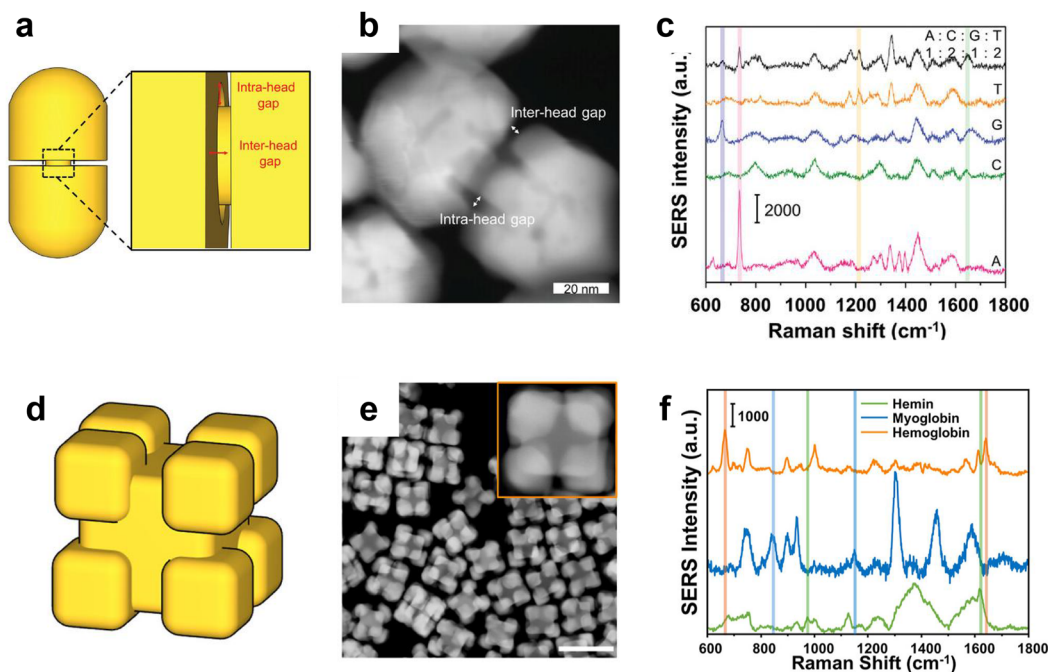 a
Intra-head
gap
Inter-head
gap
b
Inter-head gap
Intra-head gap
20 nm
c
SERS intensity (a.u.)
A : C : G : T
1 : 2 : 1 : 2
T
G
C
2000
A
600 800 1000 1200 1400 1600 1800
Raman shift (cm⁻¹)
d
e
f
SERS Intensity (a.u.)
1000
Hemin
Myoglobin
Hemoglobin
600 800 1000 1200 1400 1600 1800
Raman Shift (cm⁻¹)